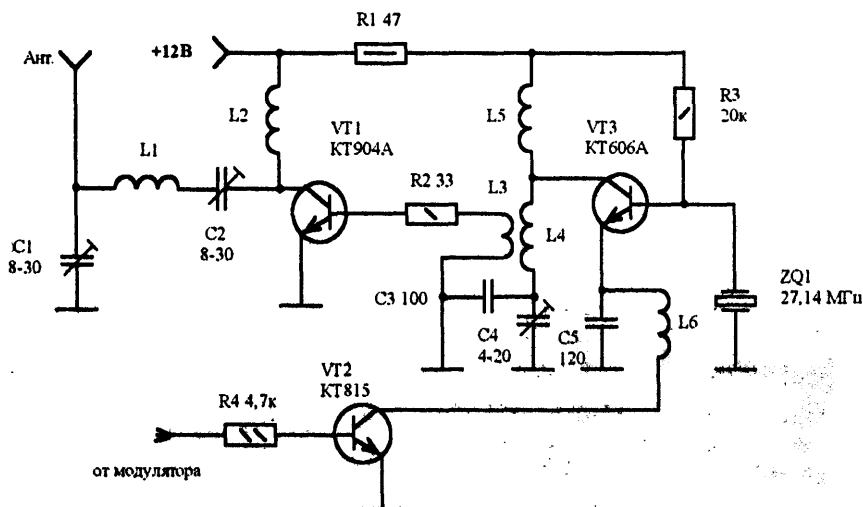 R1 47
Ант.
+12В
L2
L5
R3
20к
VT1
КТ904А
VT3
КТ606А
L1
R2 33
L3
C2
8-30
L4
C1
8-30
C3 100
ZQ1
27,14 МГц
C4
4-20
C5
120
L6
VT2
КТ815
R4 4,7к
от модулятора